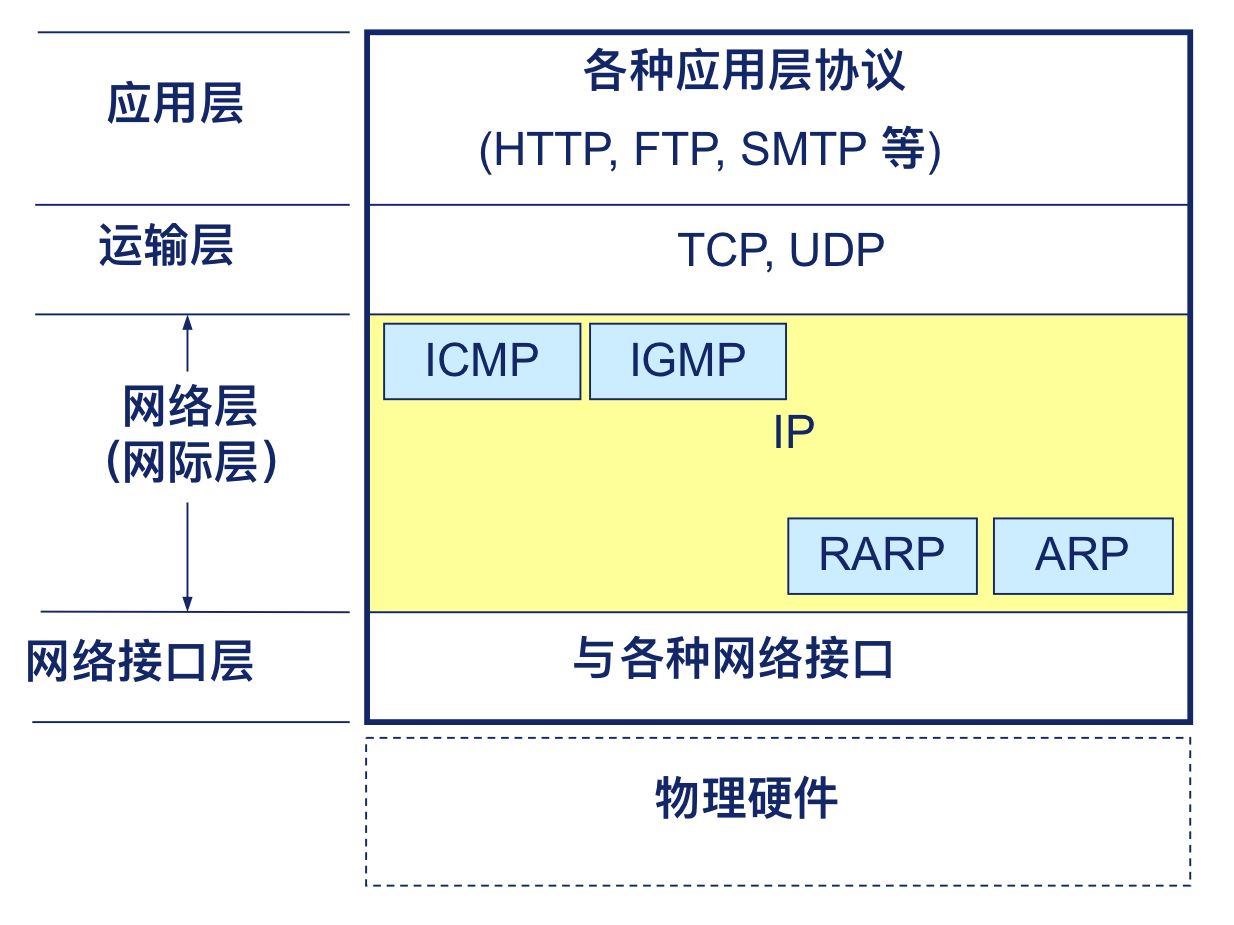 应用层
各种应用层协议
(HTTP, FTP, SMTP 等)
运输层
TCP, UDP
ICMP
IGMP
网络层
(网际层)
IP
RARP
ARP
网络接口层
与各种网络接口
物理硬件